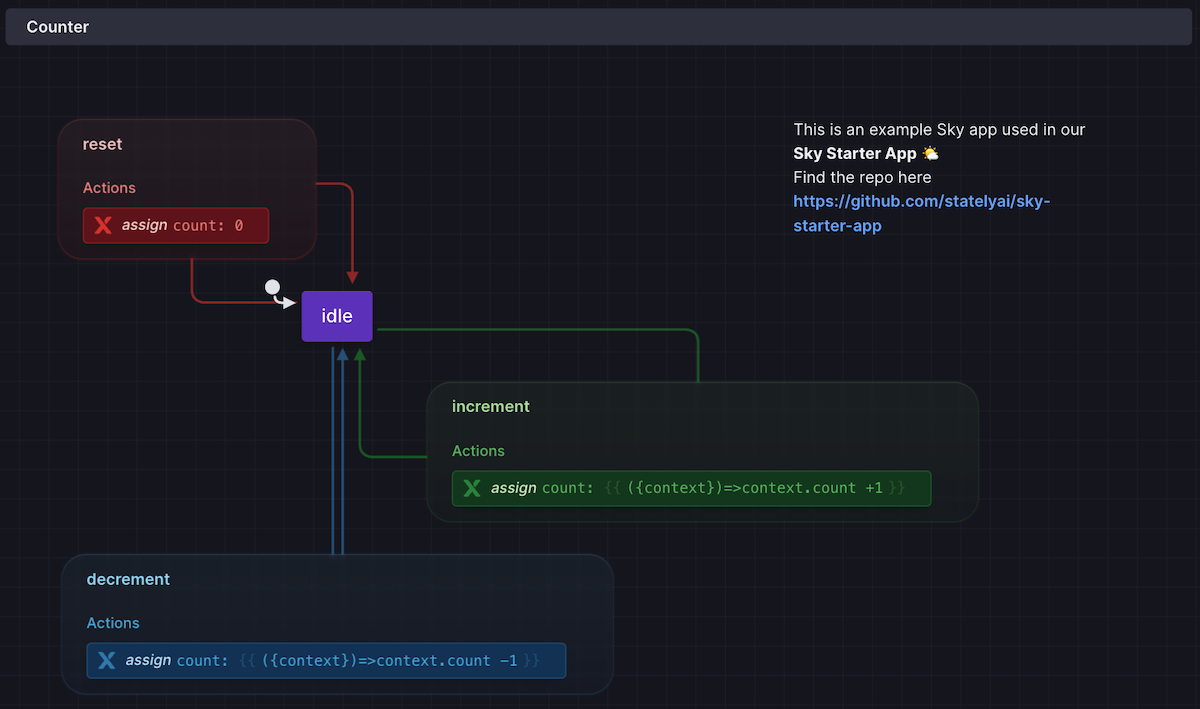 Counter
reset
Actions
assign count: 0
This is an example Sky app used in our
Sky Starter App 🌤️
Find the repo here
https://github.com/statelyai/sky-
starter-app
idle
increment
Actions
assign count: {{ ({context})=>context.count +1 }}
decrement
Actions
assign count: {{ ({context})=>context.count −1 }}